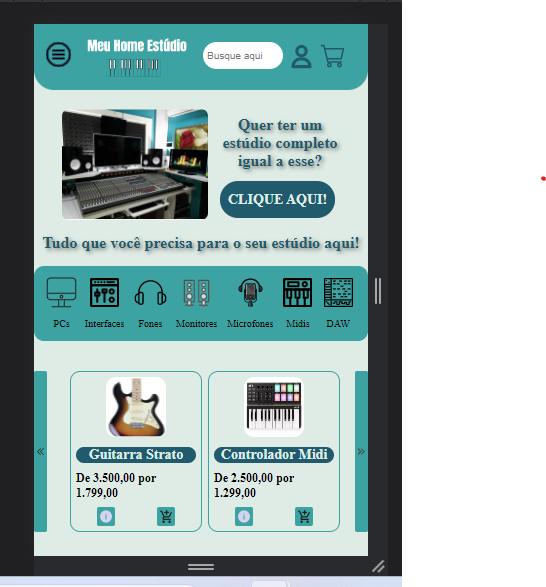 Meu Home Estúdio
Busque aqui
Quer ter um
estúdio completo
igual a esse?
CLIQUE AQUI!
Tudo que você precisa para o seu estúdio aqui!
PCs Interfaces Fones Monitores Microfones Midis DAW
«
Guitarra Strato
De 3.500,00 por
1.799,00
Controlador Midi
De 2.500,00 por
1.299,00
»